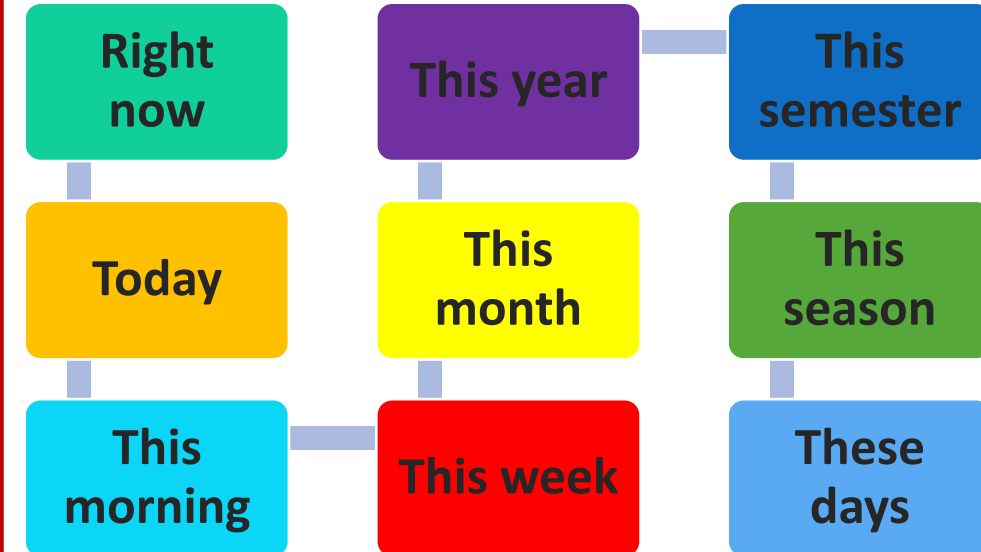 Right
now
Today
This
morning
This week
This
month
This year
This
semester
This
season
These
days